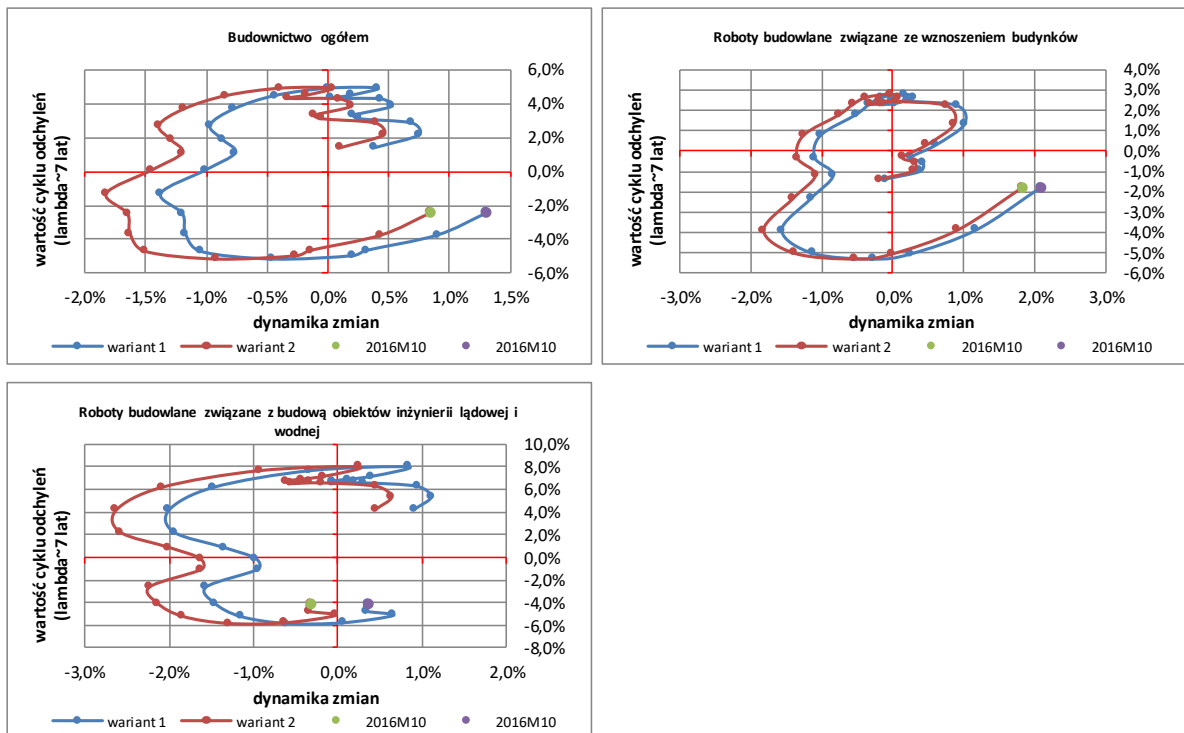 Budownictwo ogółem
6,0%
4,0%
2,0%
0,0%
-2,0%
-4,0%
-6,0%
wartość cyklu odchyleń
(lambda~7 lat)
-2,0% -1,5% -1,0% -0,5% 0,0% 0,5% 1,0% 1,5%
dynamika zmian
wariant 1 wariant 2 2016M10 2016M10
Roboty budowlane związane ze wznoszeniem budynków
4,0%
3,0%
2,0%
1,0%
0,0%
-1,0%
-2,0%
-3,0%
-4,0%
-5,0%
-6,0%
wartość cyklu odchyleń
(lambda~7 lat)
-3,0% -2,0% -1,0% 0,0% 1,0% 2,0% 3,0%
dynamika zmian
wariant 1 wariant 2 2016M10 2016M10
Roboty budowlane związane z budową obiektów inżynierii lądowej i
wodnej
10,0%
8,0%
6,0%
4,0%
2,0%
0,0%
-2,0%
-4,0%
-6,0%
-8,0%
wartość cyklu odchyleń
(lambda~7 lat)
-3,0% -2,0% -1,0% 0,0% 1,0% 2,0%
dynamika zmian
wariant 1 wariant 2 2016M10 2016M10